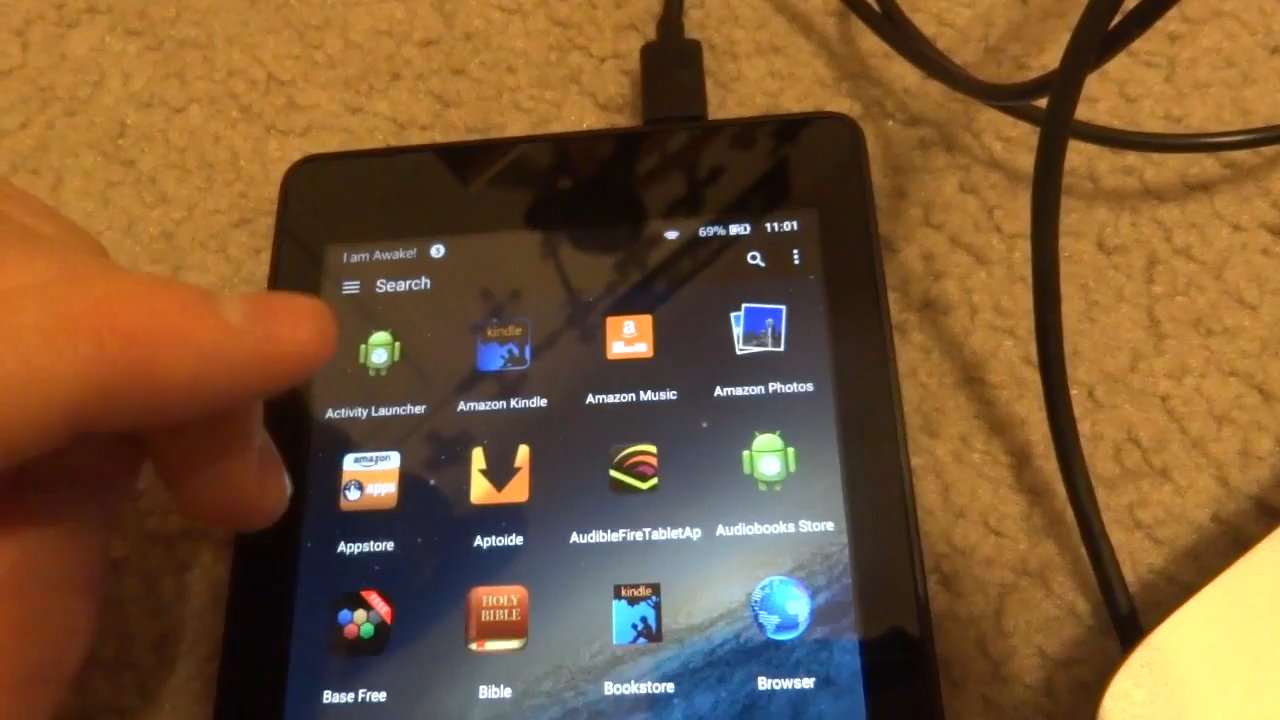 I am Awake! 3
69% 11:01
Search
kindle
a
Activity Launcher
Amazon Kindle
Amazon Music
Amazon Photos
amazon
apps
Appstore
Aptoide
AudibleFireTabletAp
Audiobooks Store
FREE
HOLY
BIBLE
kindle
Base Free
Bible
Bookstore
Browser